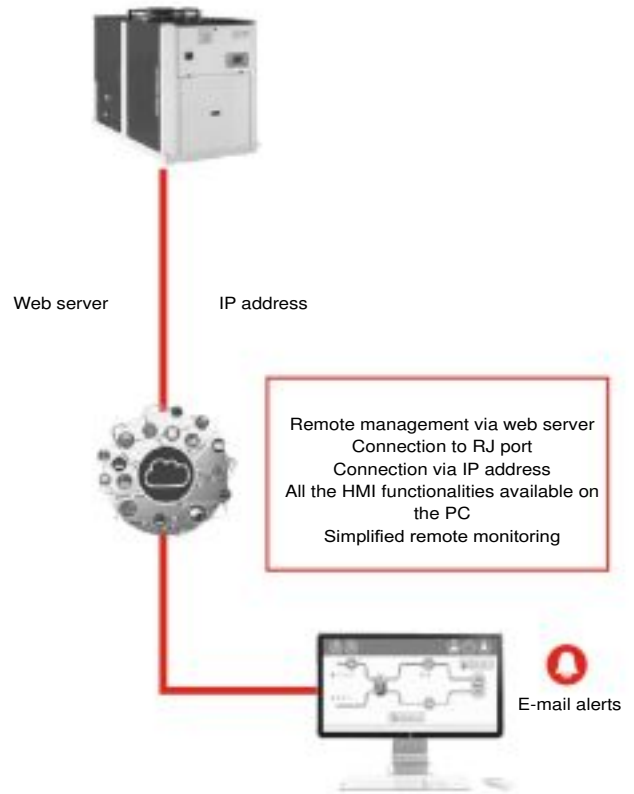 Web server
IP address
Remote management via web server
Connection to RJ port
Connection via IP address
All the HMI functionalities available on
the PC
Simplified remote monitoring
E-mail alerts